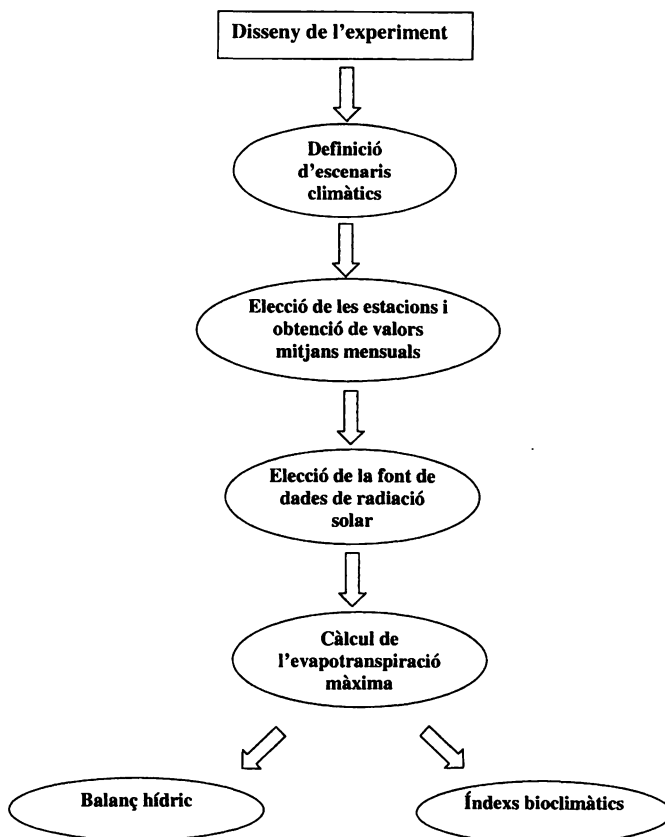 Disseny de l'experiment
Definició
d'escenaris
climàtics
Elecció de les estacions i
obtenció de valors
mitjans mensuals
Elecció de la font de
dades de radiació
solar
Càlcul de
l'evapotranspiració
màxima
Balanç hídric
Índexs bioclimàtics